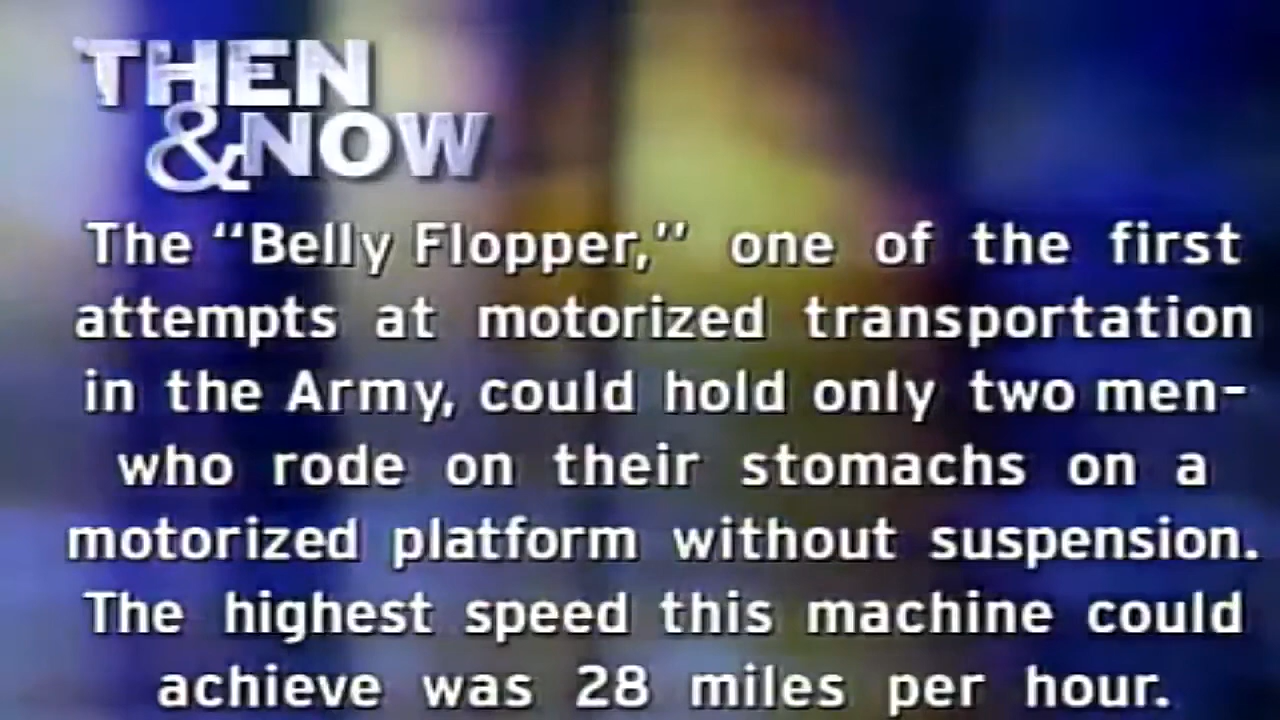 THEN
&NOW
The “Belly Flopper,” one of the first
attempts at motorized transportation
in the Army, could hold only two men-
who rode on their stomachs on a
motorized platform without suspension.
The highest speed this machine could
achieve was 28 miles per hour.